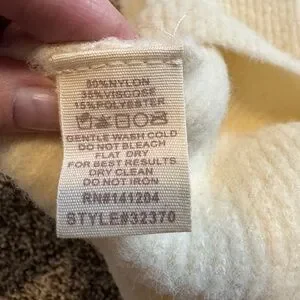 50%NYLON
35%VISCOSE
15%POLYESTER
GENTLE WASH COLD
DO NOT BLEACH
FLAT DRY
FOR BEST RESULTS
DRY CLEAN
DO NOT IRON
RN#141204
STYLE#32370